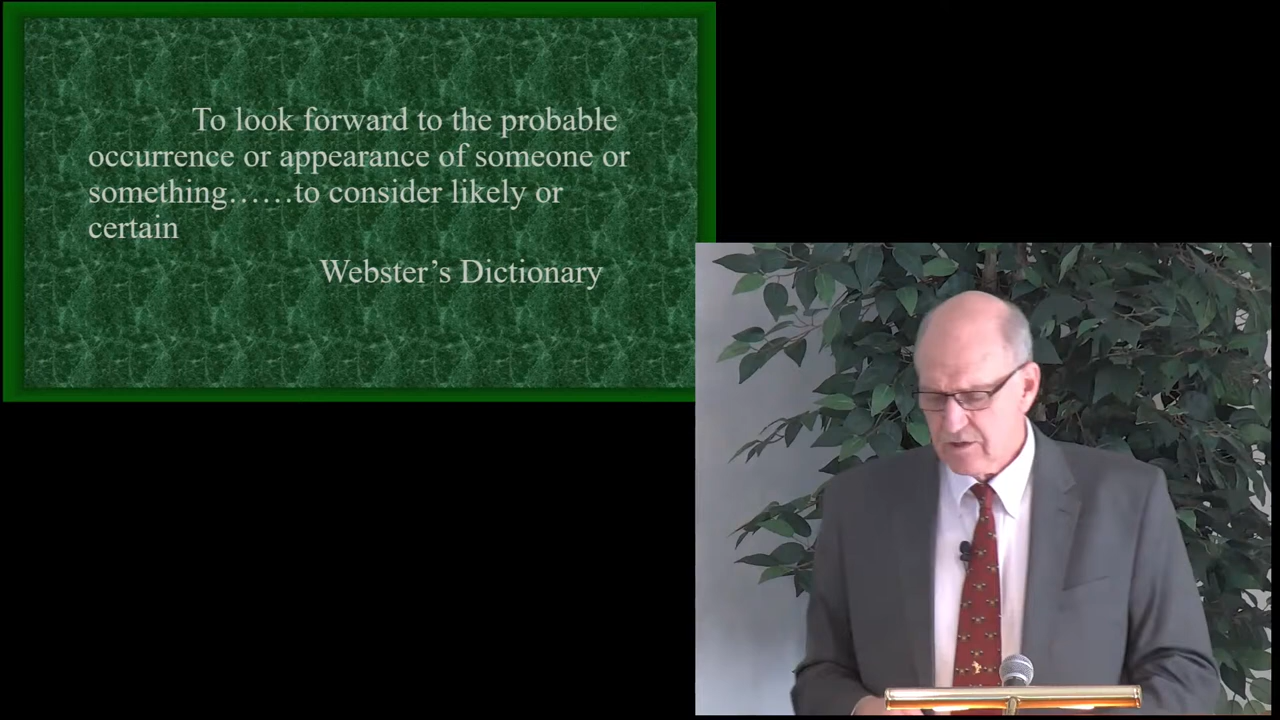 To look forward to the probable
occurrence or appearance of someone or
something……to consider likely or
certain
Webster’s Dictionary